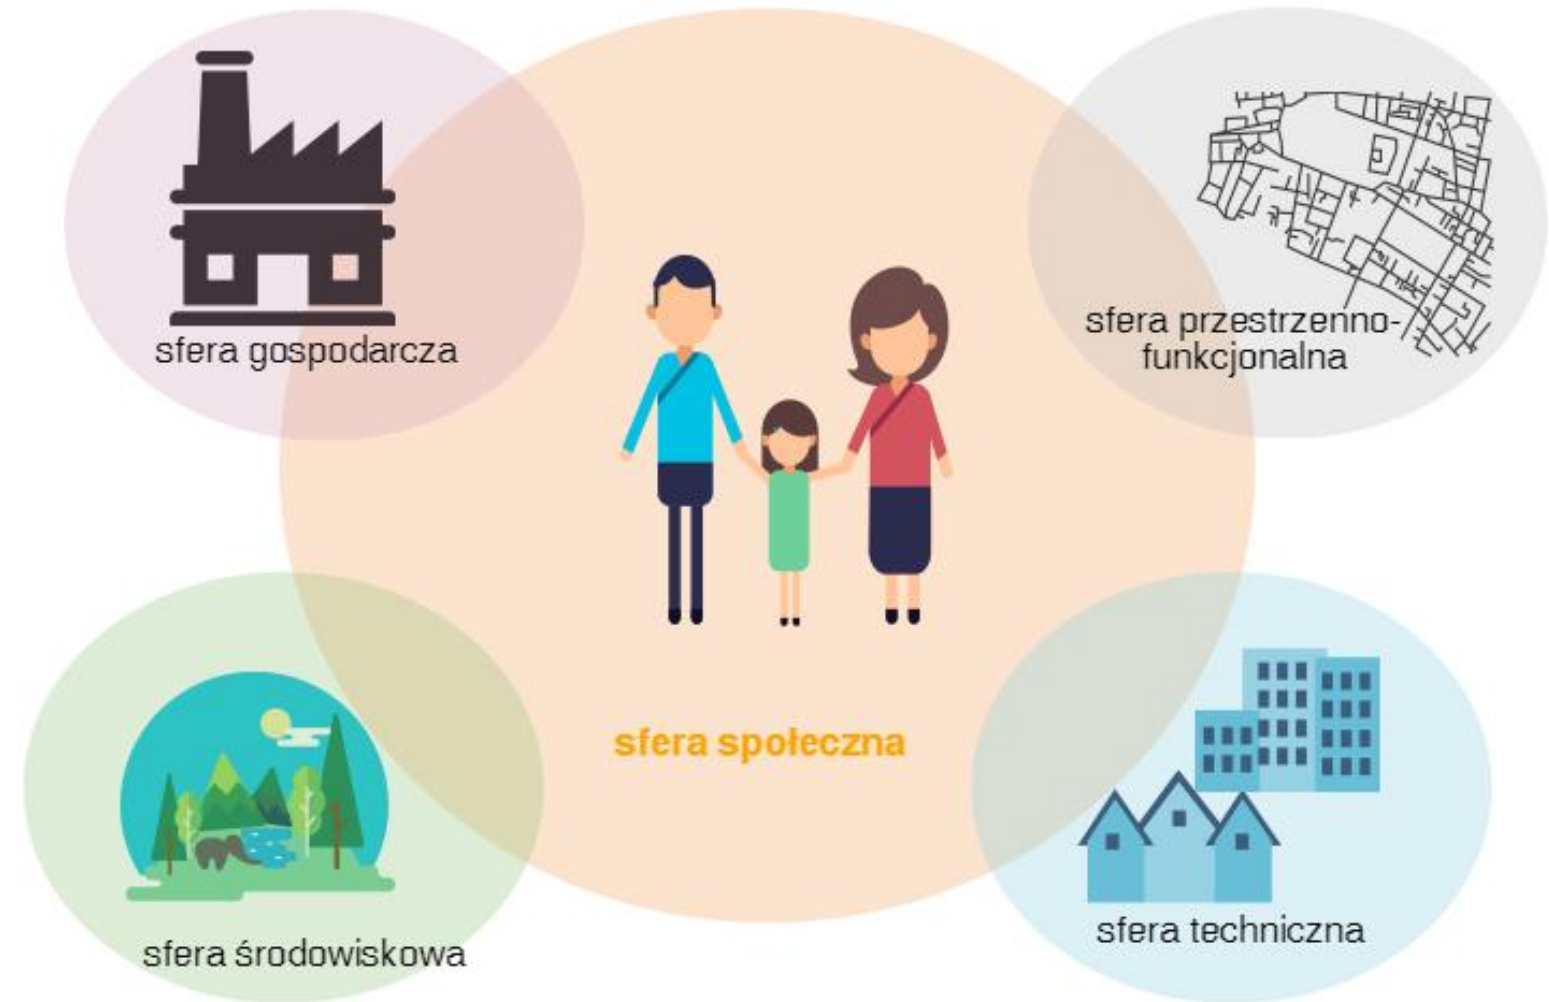 sfera gospodarcza
sfera przestrzenno-
funkcjonalna
sfera społeczna
sfera środowiskowa
sfera techniczna